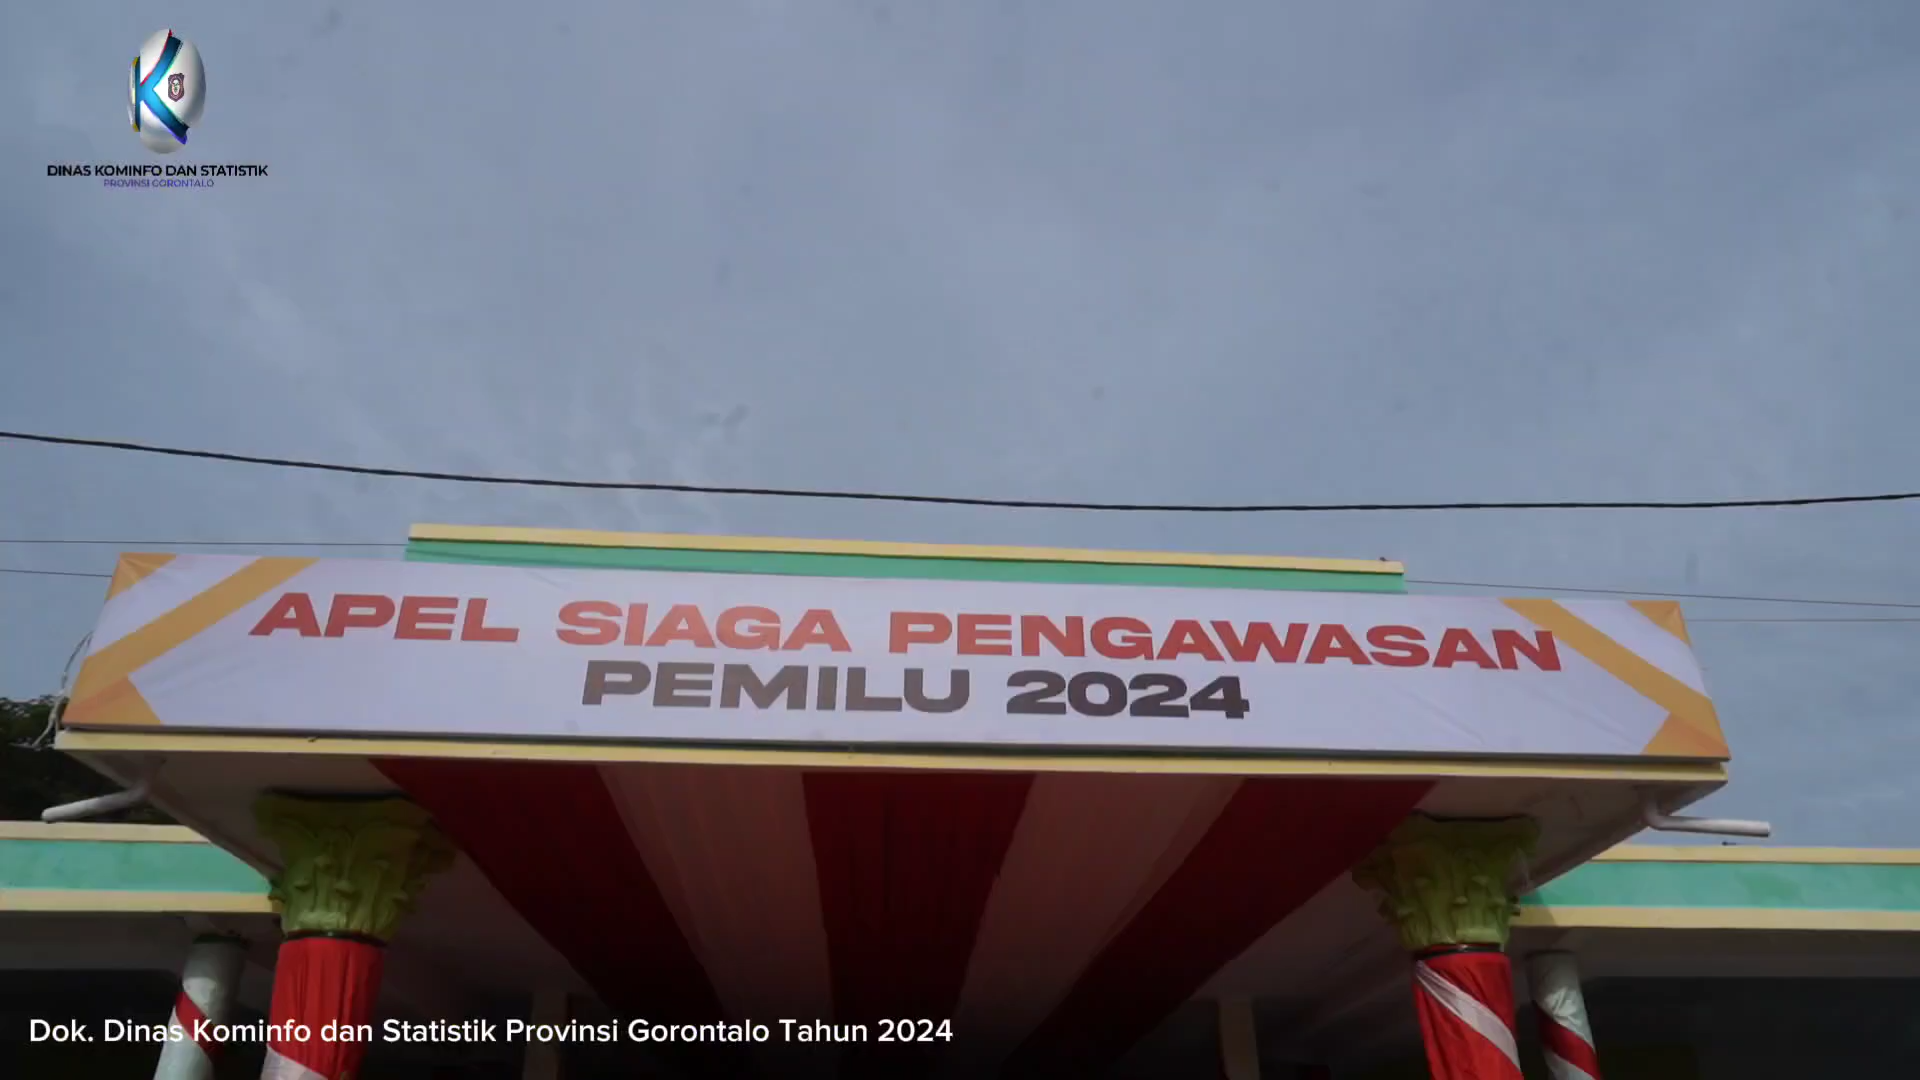 DINAS KOMINFO DAN STATISTIK
PROVINSI GORONTALO
APEL SIAGA PENGAWASAN
PEMILU 2024
Dok. Dinas Kominfo dan Statistik Provinsi Gorontalo Tahun 2024